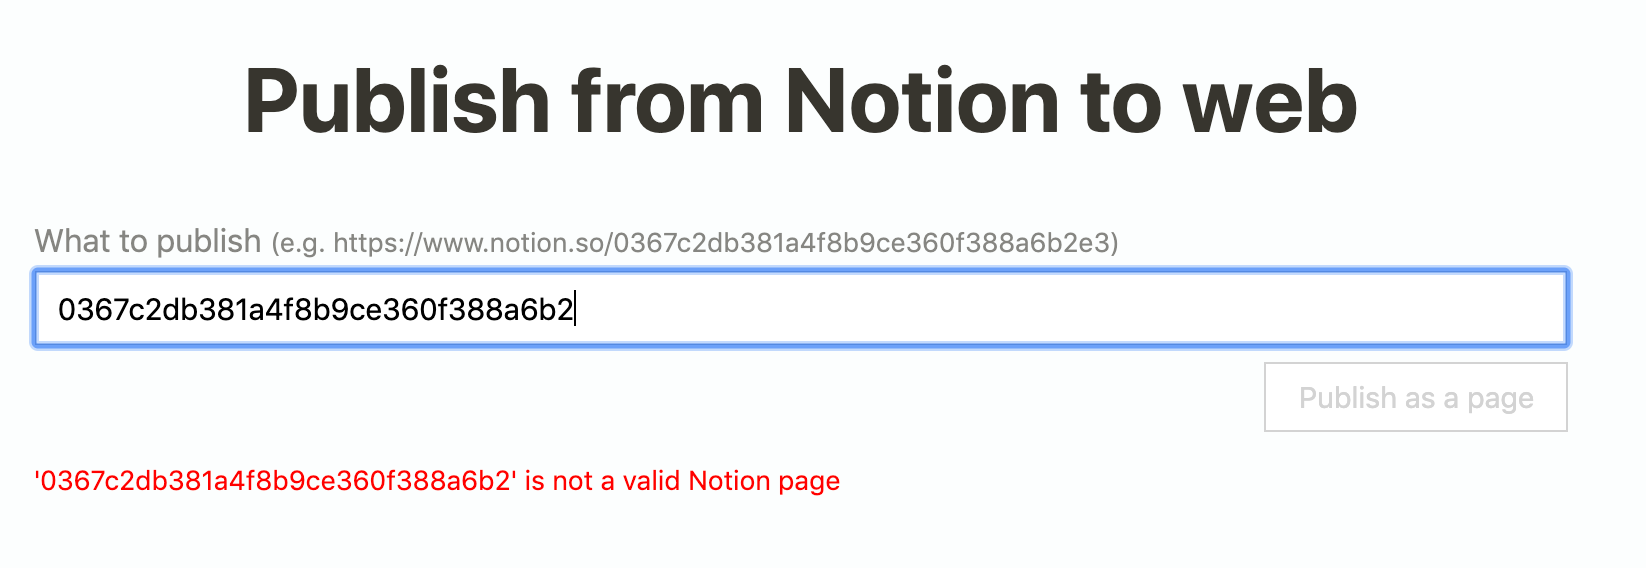 Publish from Notion to web
What to publish (e.g. https://www.notion.so/0367c2db381a4f8b9ce360f388a6b2e3)
0367c2db381a4f8b9ce360f388a6b2
Publish as a page
'0367c2db381a4f8b9ce360f388a6b2' is not a valid Notion page